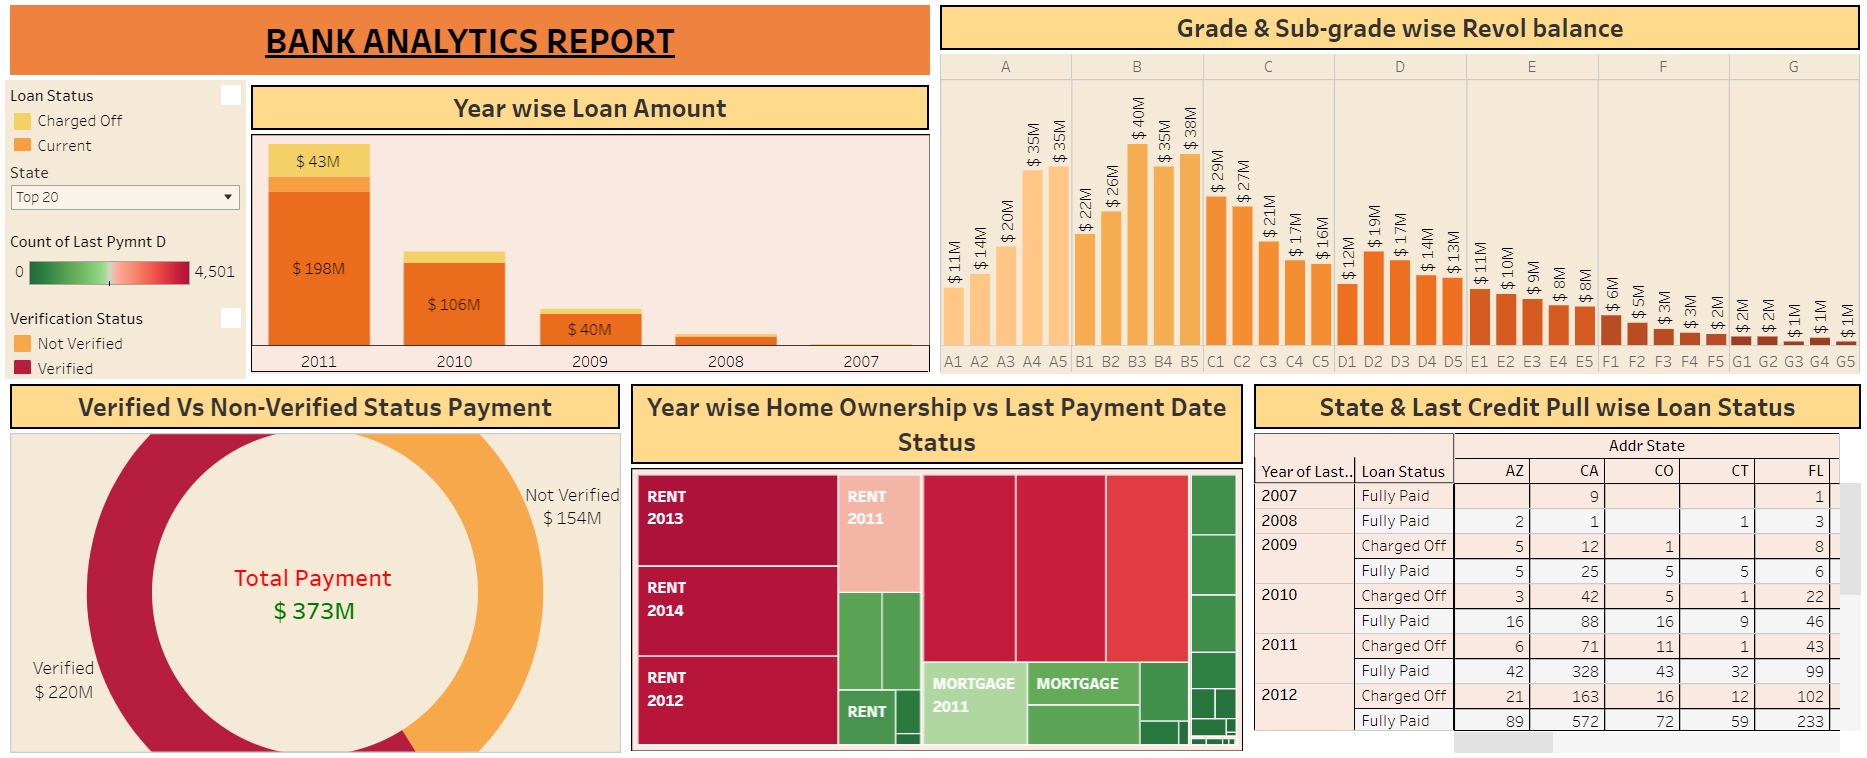 BANK ANALYTICS REPORT
Loan Status
Charged Off
Current
State
Top 20
Count of Last Pymnt D
0 4,501
Verification Status
Not Verified
Verified
Year wise Loan Amount
$ 43M
$ 198M
$ 106M
$ 40M
2011 2010 2009 2008 2007
Grade & Sub-grade wise Revol balance
A B C D E F G
$ 11M $ 14M $ 20M $ 35M $ 35M $ 22M $ 26M $ 40M $ 35M $ 38M $ 29M $ 27M $ 21M $ 17M $ 16M $ 12M $ 19M $ 17M $ 14M $ 13M $ 11M $ 10M $ 9M $ 8M $ 8M $ 6M $ 5M $ 3M $ 3M $ 2M $ 2M $ 2M $ 1M $ 1M $ 1M
A1 A2 A3 A4 A5 B1 B2 B3 B4 B5 C1 C2 C3 C4 C5 D1 D2 D3 D4 D5 E1 E2 E3 E4 E5 F1 F2 F3 F4 F5 G1 G2 G3 G4 G5
Verified Vs Non-Verified Status Payment
Not Verified
$ 154M
Total Payment
$ 373M
Verified
$ 220M
Year wise Home Ownership vs Last Payment Date
Status
RENT
2013
RENT
2014
RENT
2012
RENT
2011
RENT
MORTGAGE
2011
MORTGAGE
State & Last Credit Pull wise Loan Status
Addr State
Year of Last.. Loan Status AZ CA CO CT FL
2007 Fully Paid 9 1
2008 Fully Paid 2 1 1 3
2009 Charged Off 5 12 1 8
Fully Paid 5 25 5 5 6
2010 Charged Off 3 42 5 1 22
Fully Paid 16 88 16 9 46
2011 Charged Off 6 71 11 1 43
Fully Paid 42 328 43 32 99
2012 Charged Off 21 163 16 12 102
Fully Paid 89 572 72 59 233